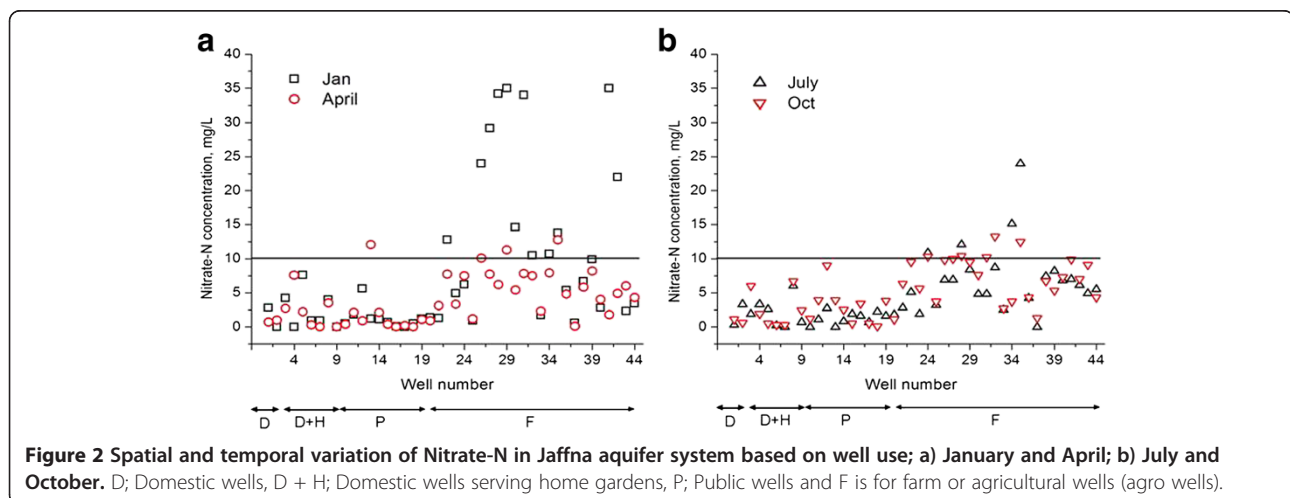 a
40
35
30
25
20
15
10
5
0
Nitrate-N concentration, mg/L
Jan
April
4 9 14 19 24 29 34 39 44
Well number
D D+H P F
b
40
35
30
25
20
15
10
5
0
Nitrate-N concentration, mg/L
July
Oct
4 9 14 19 24 29 34 39 44
Well number
D D+H P F
Figure 2 Spatial and temporal variation of Nitrate-N in Jaffna aquifer system based on well use; a) January and April; b) July and
October. D; Domestic wells, D + H; Domestic wells serving home gardens, P; Public wells and F is for farm or agricultural wells (agro wells).